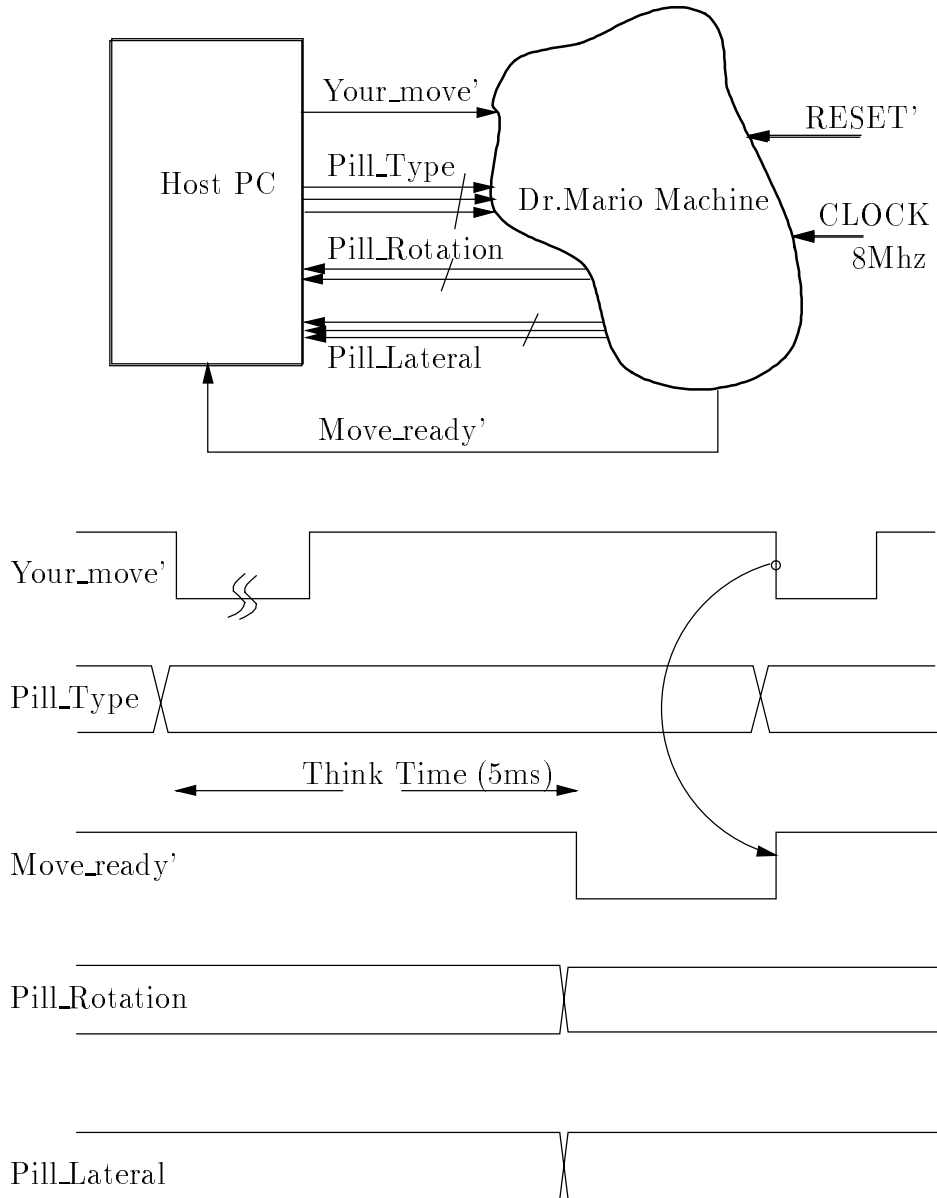 Your_move'
RESET'
Pill_Type
Host PC
Dr.Mario Machine
CLOCK
8Mhz
Pill_Rotation
Pill_Lateral
Move_ready'
Your_move'
Pill_Type
Think Time (5ms)
Move_ready'
Pill_Rotation
Pill_Lateral